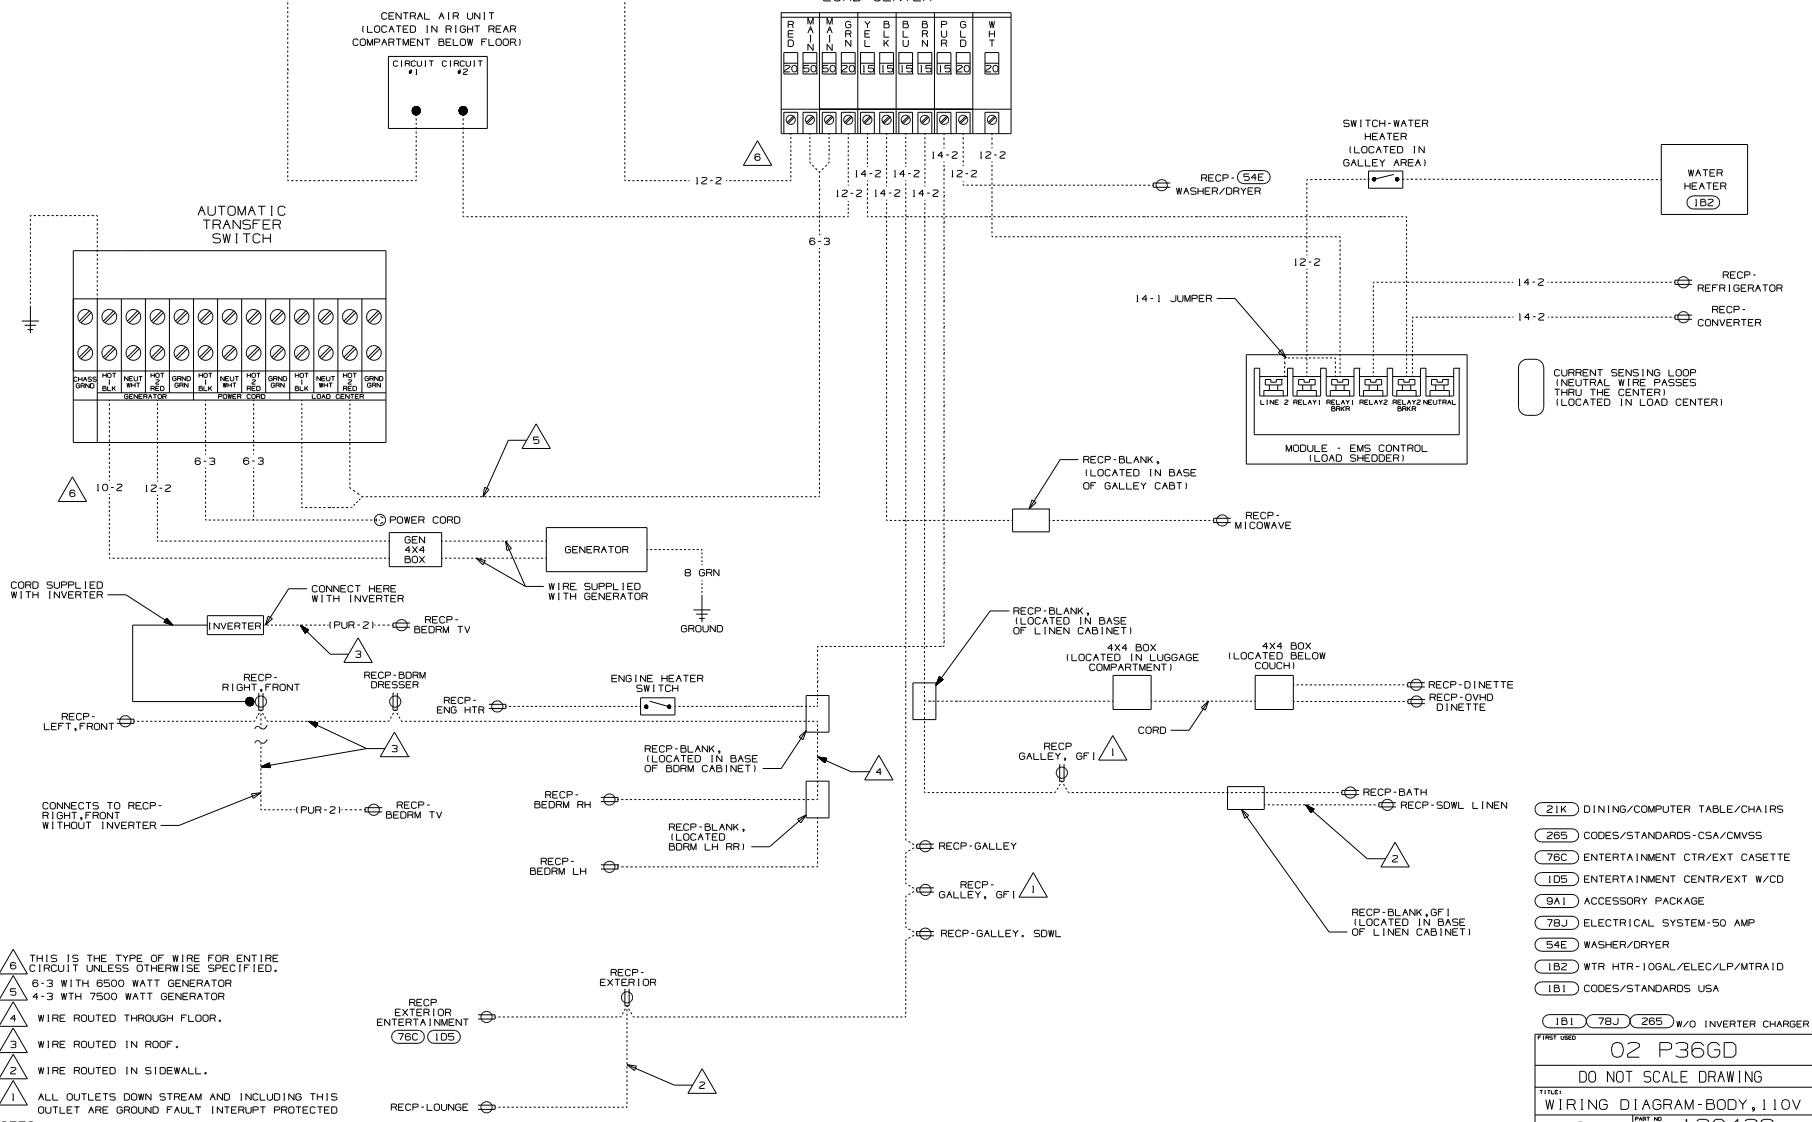 CENTRAL AIR UNIT
(LOCATED IN RIGHT REAR
COMPARTMENT BELOW FLOOR)
CIRCUIT CIRCUIT
#1 #2
RED MAIN MAIN GRN YEL BLK BLU BRN PUR GLD WHT
20 50 50 20 15 15 15 15 15 20 20
6
12-2
14-2 12-2
14-2 14-2 12-2
12-2 14-2 14-2
6-3
RECP- 54E
WASHER/DRYER
SWITCH-WATER
HEATER
(LOCATED IN
GALLEY AREA)
WATER
HEATER
1B2
12-2
AUTOMATIC
TRANSFER
SWITCH
CHASS GRND
HOT 1 BLK
NEUT WHT
HOT 2 RED
GRND GRN
HOT 1 BLK
NEUT WHT
HOT 2 RED
GRND GRN
HOT 1 BLK
NEUT WHT
HOT 2 RED
GRND GRN
GENERATOR POWER CORD LOAD CENTER
14-1 JUMPER
14-2
RECP-
REFRIGERATOR
14-2
RECP-
CONVERTER
LINE 2 RELAY1 RELAY1 BRKR RELAY2 RELAY2 BRKR NEUTRAL
MODULE - EMS CONTROL
(LOAD SHEDDER)
CURRENT SENSING LOOP
(NEUTRAL WIRE PASSES
THRU THE CENTER)
(LOCATED IN LOAD CENTER)
5
6-3 6-3
6
10-2 12-2
POWER CORD
GEN
4X4
BOX
GENERATOR
8 GRN
GROUND
WIRE SUPPLIED
WITH GENERATOR
RECP-BLANK,
(LOCATED IN BASE
OF GALLEY CABT)
RECP-
MICOWAVE
CORD SUPPLIED
WITH INVERTER
CONNECT HERE
WITH INVERTER
INVERTER
(PUR-2)
RECP-
BEDRM TV
3
RECP-
RIGHT,FRONT
RECP-BDRM
DRESSER
RECP-
LEFT,FRONT
3
CONNECTS TO RECP-
RIGHT,FRONT
WITHOUT INVERTER
(PUR-2)
RECP-
BEDRM TV
ENGINE HEATER
SWITCH
RECP-
ENG HTR
RECP-BLANK,
(LOCATED IN BASE
OF BDRM CABINET)
4
RECP-
BEDRM RH
RECP-BLANK,
(LOCATED
BDRM LH RR)
RECP-
BEDRM LH
RECP-BLANK,
(LOCATED IN BASE
OF LINEN CABINET)
4X4 BOX
(LOCATED IN LUGGAGE
COMPARTMENT)
4X4 BOX
(LOCATED BELOW
COUCH)
RECP-DINETTE
RECP-OVHD
DINETTE
CORD
RECP
GALLEY, GFI 1
RECP-BATH
RECP-SDWL LINEN
2
RECP-BLANK,GFI
(LOCATED IN BASE
OF LINEN CABINET)
RECP-GALLEY
RECP-
GALLEY, GFI 1
RECP-GALLEY. SDWL
RECP-
EXTERIOR
RECP
EXTERIOR
ENTERTAINMENT
76C 1D5
2
RECP-LOUNGE
6 THIS IS THE TYPE OF WIRE FOR ENTIRE
CIRCUIT UNLESS OTHERWISE SPECIFIED.
5 6-3 WITH 6500 WATT GENERATOR
4-3 WTH 7500 WATT GENERATOR
4 WIRE ROUTED THROUGH FLOOR.
3 WIRE ROUTED IN ROOF.
2 WIRE ROUTED IN SIDEWALL.
1 ALL OUTLETS DOWN STREAM AND INCLUDING THIS
OUTLET ARE GROUND FAULT INTERUPT PROTECTED
21K DINING/COMPUTER TABLE/CHAIRS
265 CODES/STANDARDS-CSA/CMVSS
76C ENTERTAINMENT CTR/EXT CASETTE
1D5 ENTERTAINMENT CENTR/EXT W/CD
9A1 ACCESSORY PACKAGE
78J ELECTRICAL SYSTEM-50 AMP
54E WASHER/DRYER
1B2 WTR HTR-10GAL/ELEC/LP/MTRAID
1B1 CODES/STANDARDS USA
1B1 78J 265 W/O INVERTER CHARGER
FIRST USED
02 P36GD
DO NOT SCALE DRAWING
TITLE:
WIRING DIAGRAM-BODY,110V
PART NO